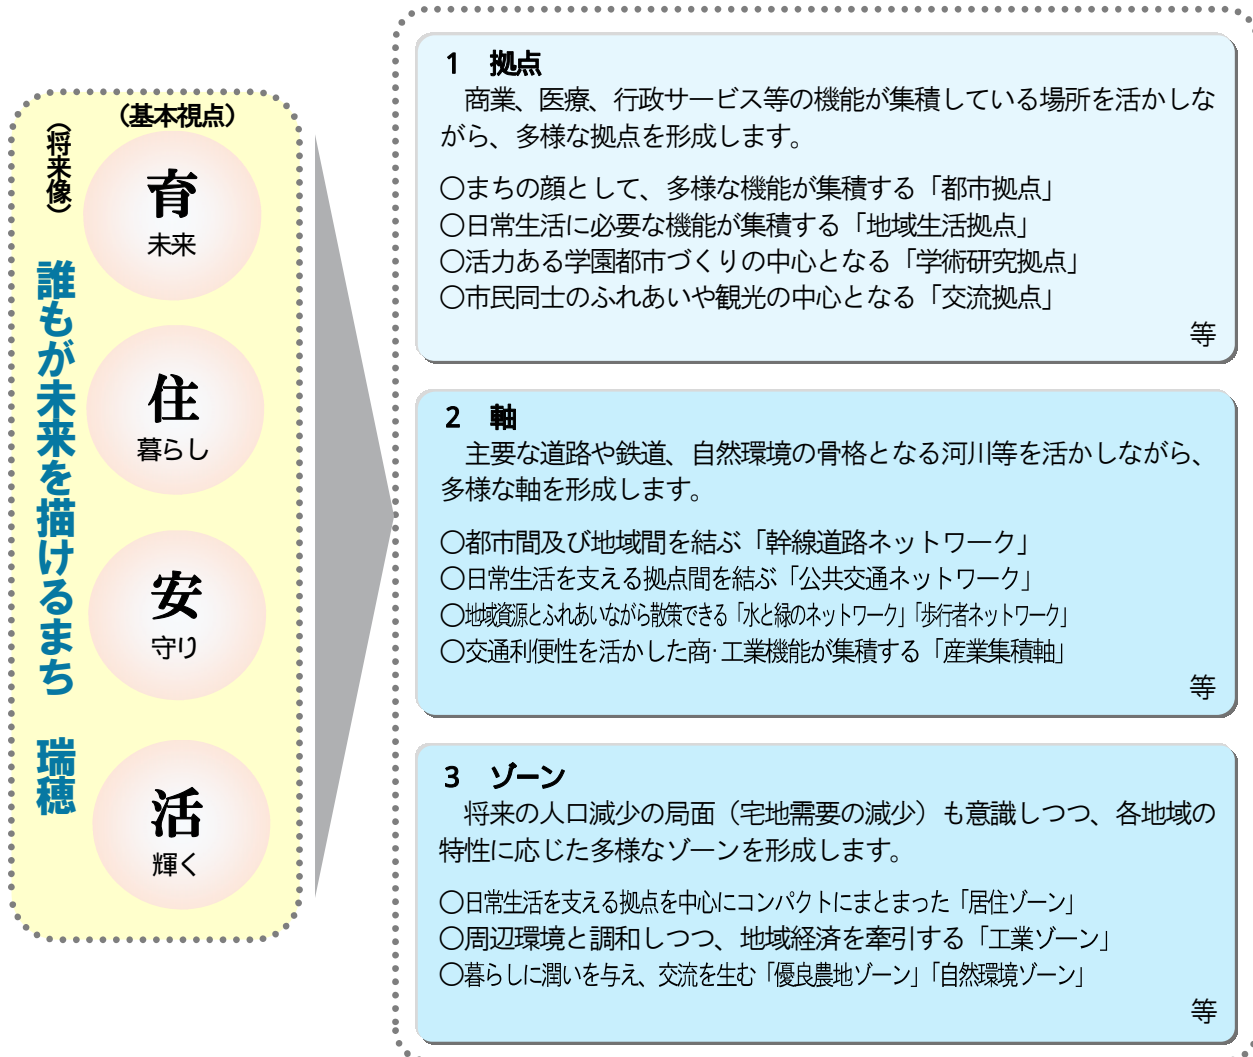 (将来像)
誰もが未来を描けるまち　瑞穂
(基本視点)
育
未来
住
暮らし
安
守り
活
輝く
1　拠点
商業、医療、行政サービス等の機能が集積している場所を活かしな
がら、多様な拠点を形成します。
○まちの顔として、多様な機能が集積する「都市拠点」
○日常生活に必要な機能が集積する「地域生活拠点」
○活力ある学園都市づくりの中心となる「学術研究拠点」
○市民同士のふれあいや観光の中心となる「交流拠点」
等
2　軸
主要な道路や鉄道、自然環境の骨格となる河川等を活かしながら、
多様な軸を形成します。
○都市間及び地域間を結ぶ「幹線道路ネットワーク」
○日常生活を支える拠点間を結ぶ「公共交通ネットワーク」
○地域資源とふれあいながら散策できる「水と緑のネットワーク」「歩行者ネットワーク」
○交通利便性を活かした商・工業機能が集積する「産業集積軸」
等
3　ゾーン
将来の人口減少の局面（宅地需要の減少）も意識しつつ、各地域の
特性に応じた多様なゾーンを形成します。
○日常生活を支える拠点を中心にコンパクトにまとまった「居住ゾーン」
○周辺環境と調和しつつ、地域経済を牽引する「工業ゾーン」
○暮らしに潤いを与え、交流を生む「優良農地ゾーン」「自然環境ゾーン」
等